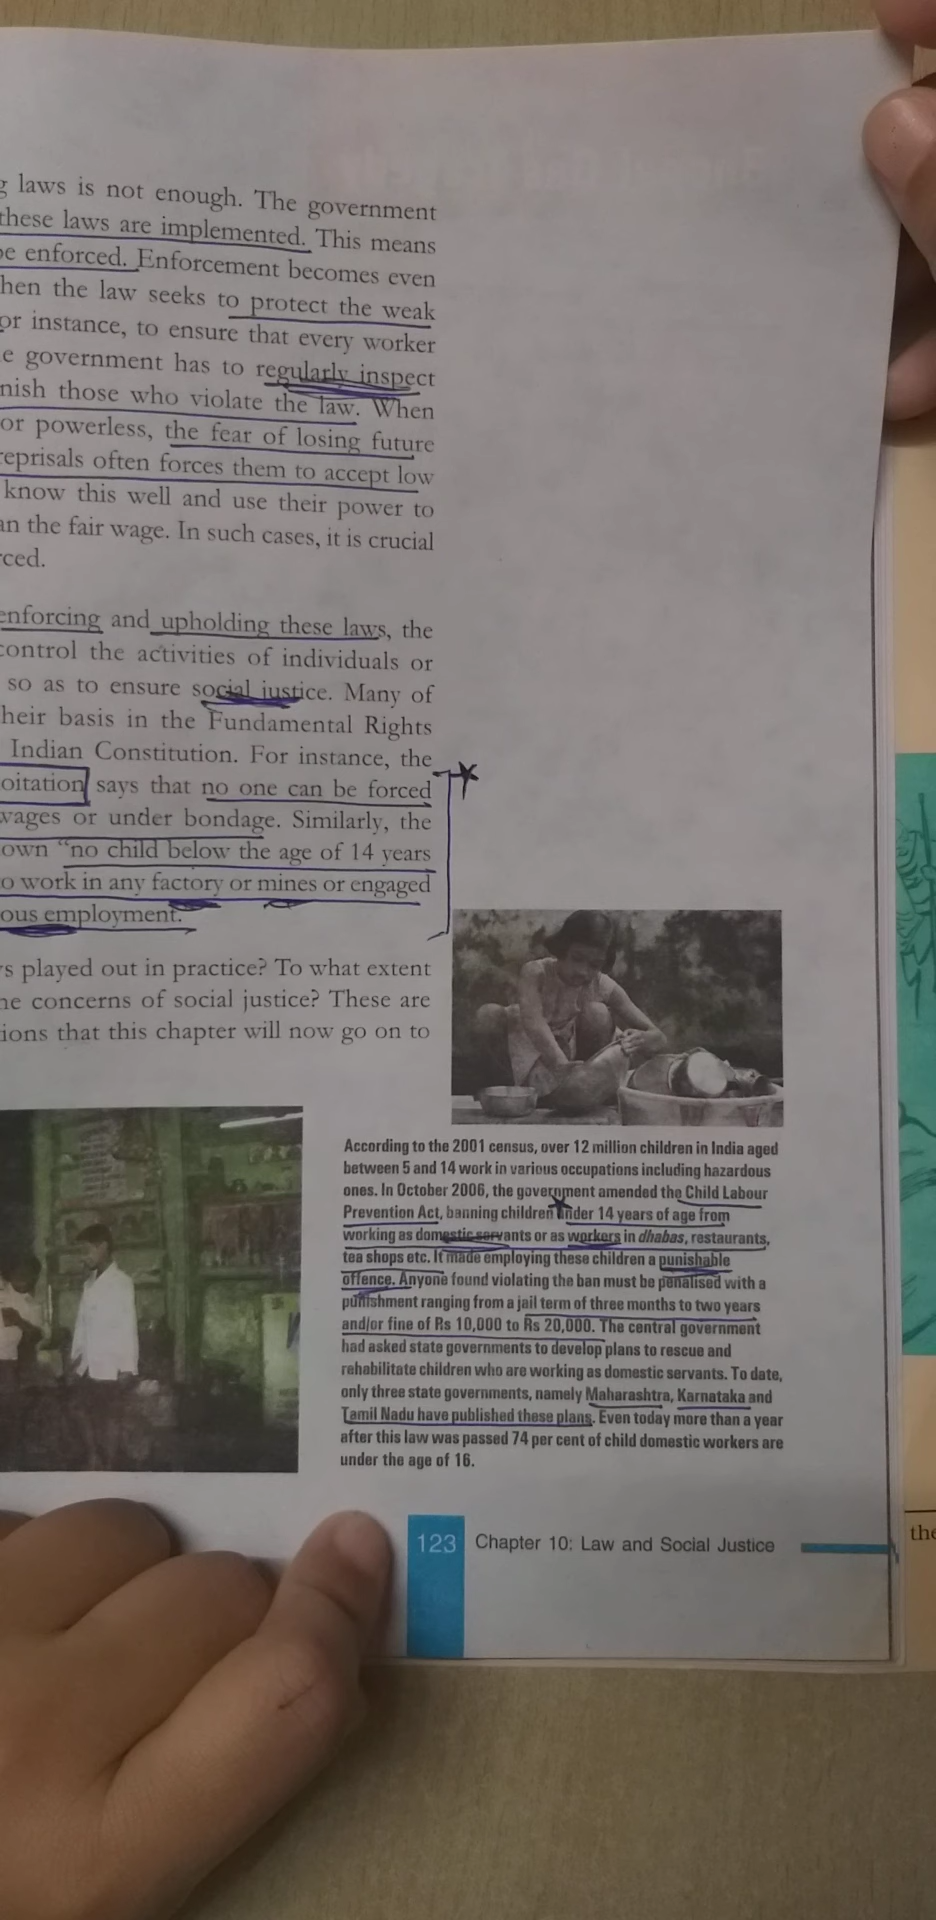 laws is not enough. The government
these laws are implemented. This means
be enforced. Enforcement becomes even
hen the law seeks to protect the weak
or instance, to ensure that every worker
e government has to regularly inspect
nish those who violate the law. When
or powerless, the fear of losing future
reprisals often forces them to accept low
know this well and use their power to
an the fair wage. In such cases, it is crucial
rced.
enforcing and upholding these laws, the
control the activities of individuals or
so as to ensure social justice. Many of
heir basis in the Fundamental Rights
Indian Constitution. For instance, the
oitation says that no one can be forced
wages or under bondage. Similarly, the
own “no child below the age of 14 years
o work in any factory or mines or engaged
ous employment.”
s played out in practice? To what extent
he concerns of social justice? These are
ions that this chapter will now go on to
According to the 2001 census, over 12 million children in India aged
between 5 and 14 work in various occupations including hazardous
ones. In October 2006, the government amended the Child Labour
Prevention Act, banning children under 14 years of age from
working as domestic servants or as workers in dhabas, restaurants,
tea shops etc. It made employing these children a punishable
offence. Anyone found violating the ban must be penalised with a
punishment ranging from a jail term of three months to two years
and/or fine of Rs 10,000 to Rs 20,000. The central government
had asked state governments to develop plans to rescue and
rehabilitate children who are working as domestic servants. To date,
only three state governments, namely Maharashtra, Karnataka and
Tamil Nadu have published these plans. Even today more than a year
after this law was passed 74 per cent of child domestic workers are
under the age of 16.
123 Chapter 10: Law and Social Justice
the